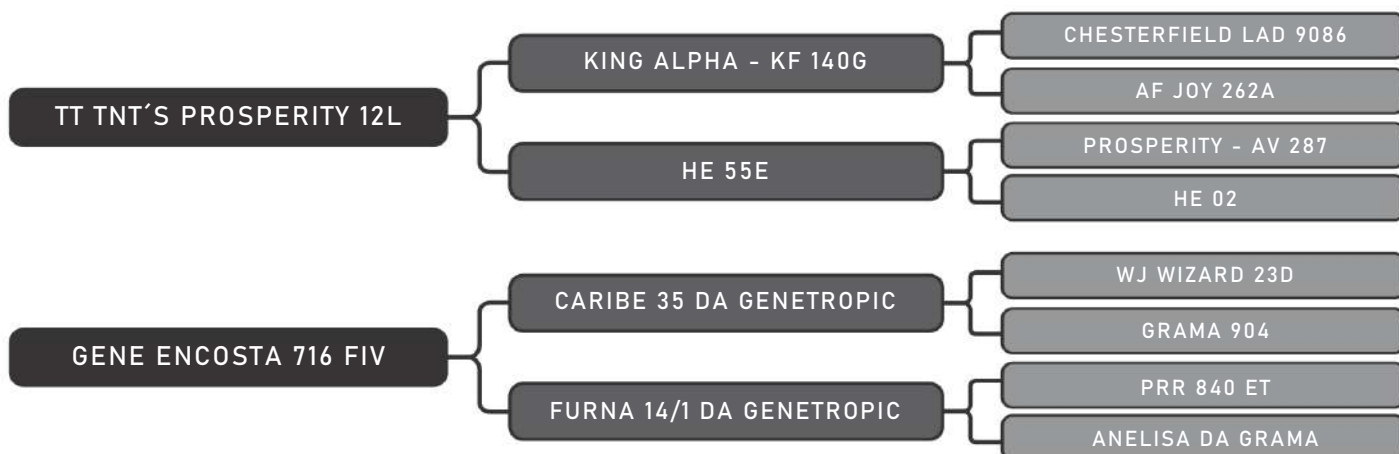 CHESTERFIELD LAD 9086
KING ALPHA - KF 140G
AF JOY 262A
TT TNT´S PROSPERITY 12L
PROSPERITY - AV 287
HE 55E
HE 02
WJ WIZARD 23D
CARIBE 35 DA GENETROPIC
GRAMA 904
GENE ENCOSTA 716 FIV
PRR 840 ET
FURNA 14/1 DA GENETROPIC
ANELISA DA GRAMA